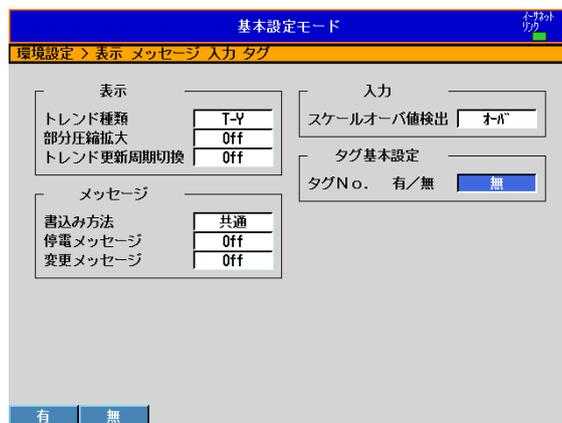 基本設定モード
イーサネット
リンク
環境設定 > 表示 メッセージ 入力 タグ
表示
トレンド種類 T-Y
部分圧縮拡大 Off
トレンド更新周期切換 Off
メッセージ
書込み方法 共通
停電メッセージ Off
変更メッセージ Off
入力
スケールオーバ値検出 オーバ
タグ基本設定
タグNo. 有/無 無
有 無